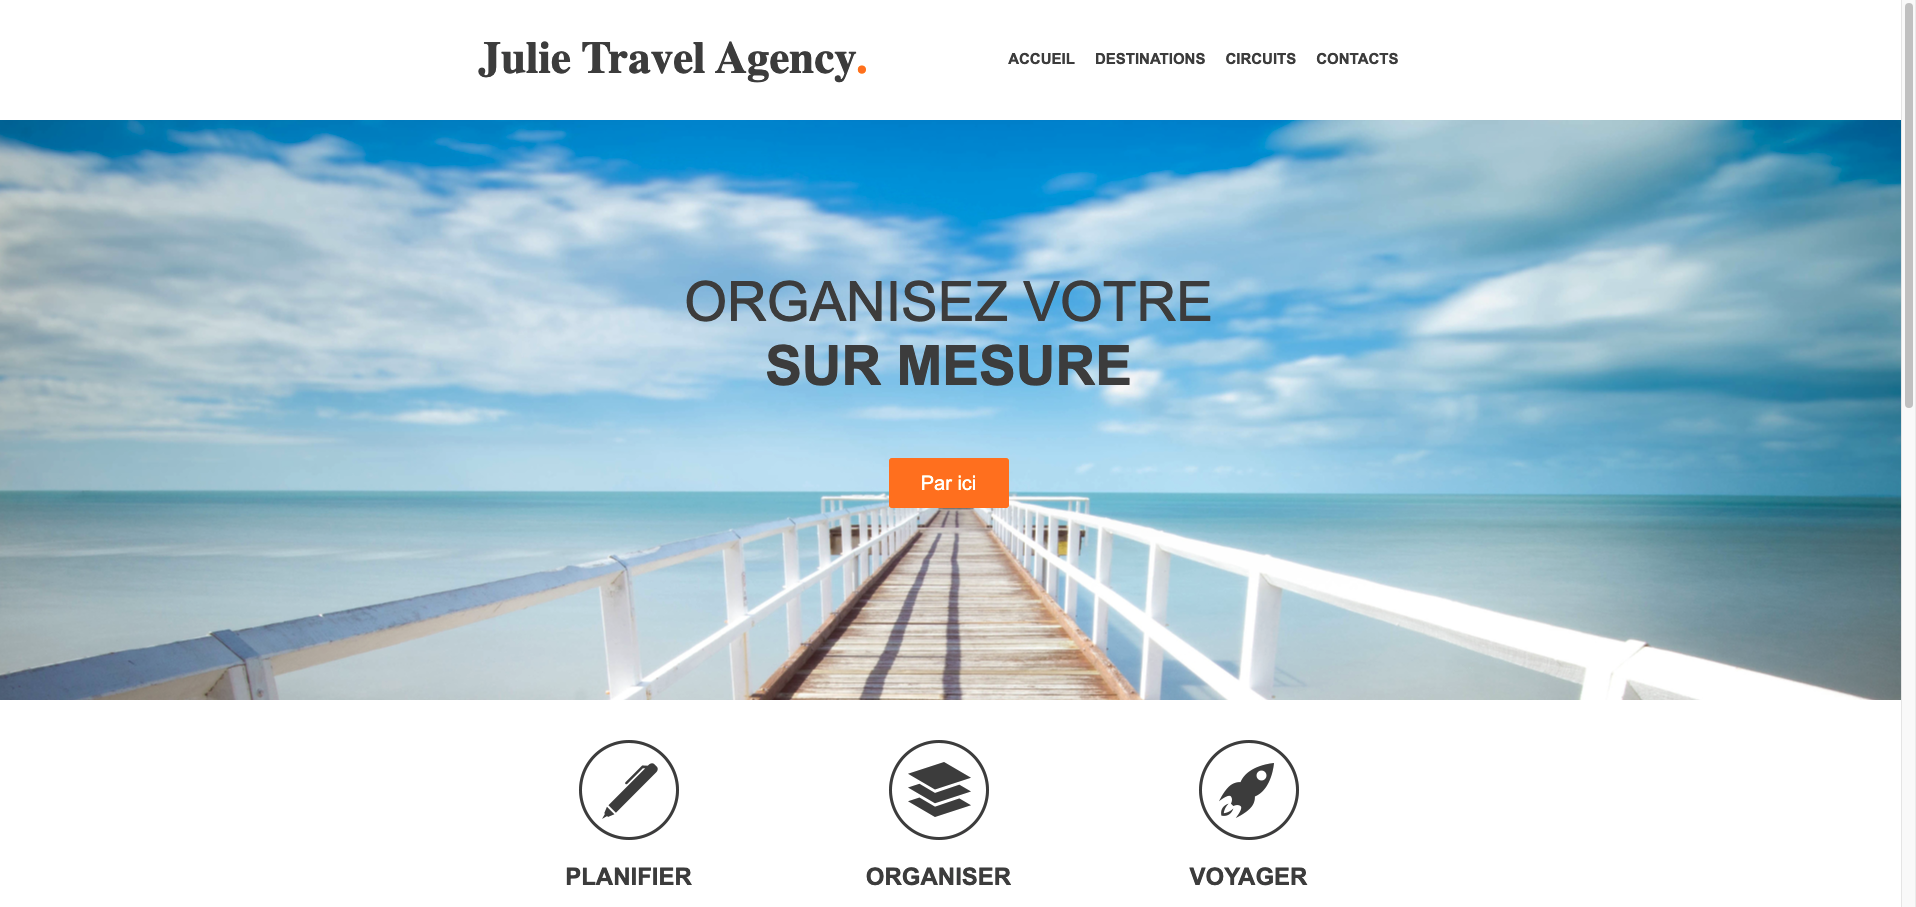 Julie Travel Agency.
ACCUEIL DESTINATIONS CIRCUITS CONTACTS
ORGANISEZ VOTRE
SUR MESURE
Par ici
PLANIFIER ORGANISER VOYAGER